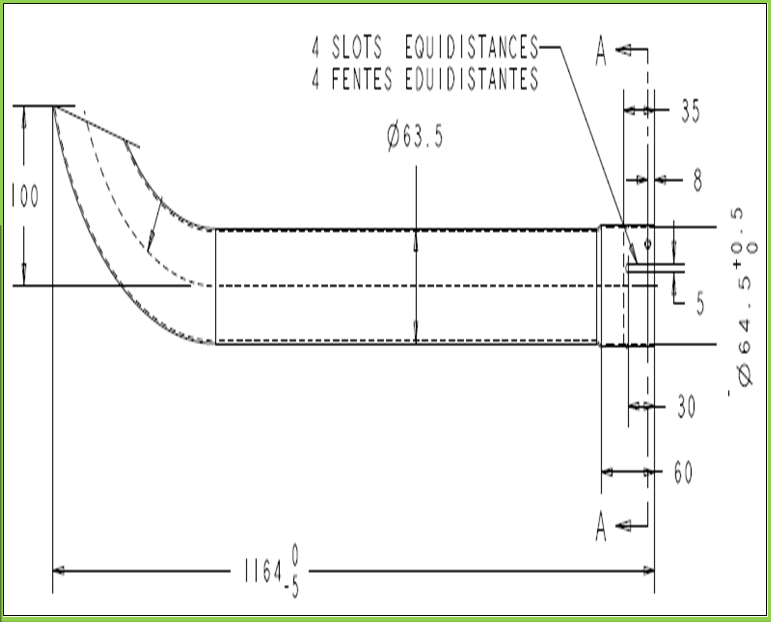 4 SLOTS EQUIDISTANCES
4 FENTES EDUIDISTANTES
A
35
Ø63.5
8
100
Ø64.5 +0.5 0
5
30
60
A
1164 0 -5